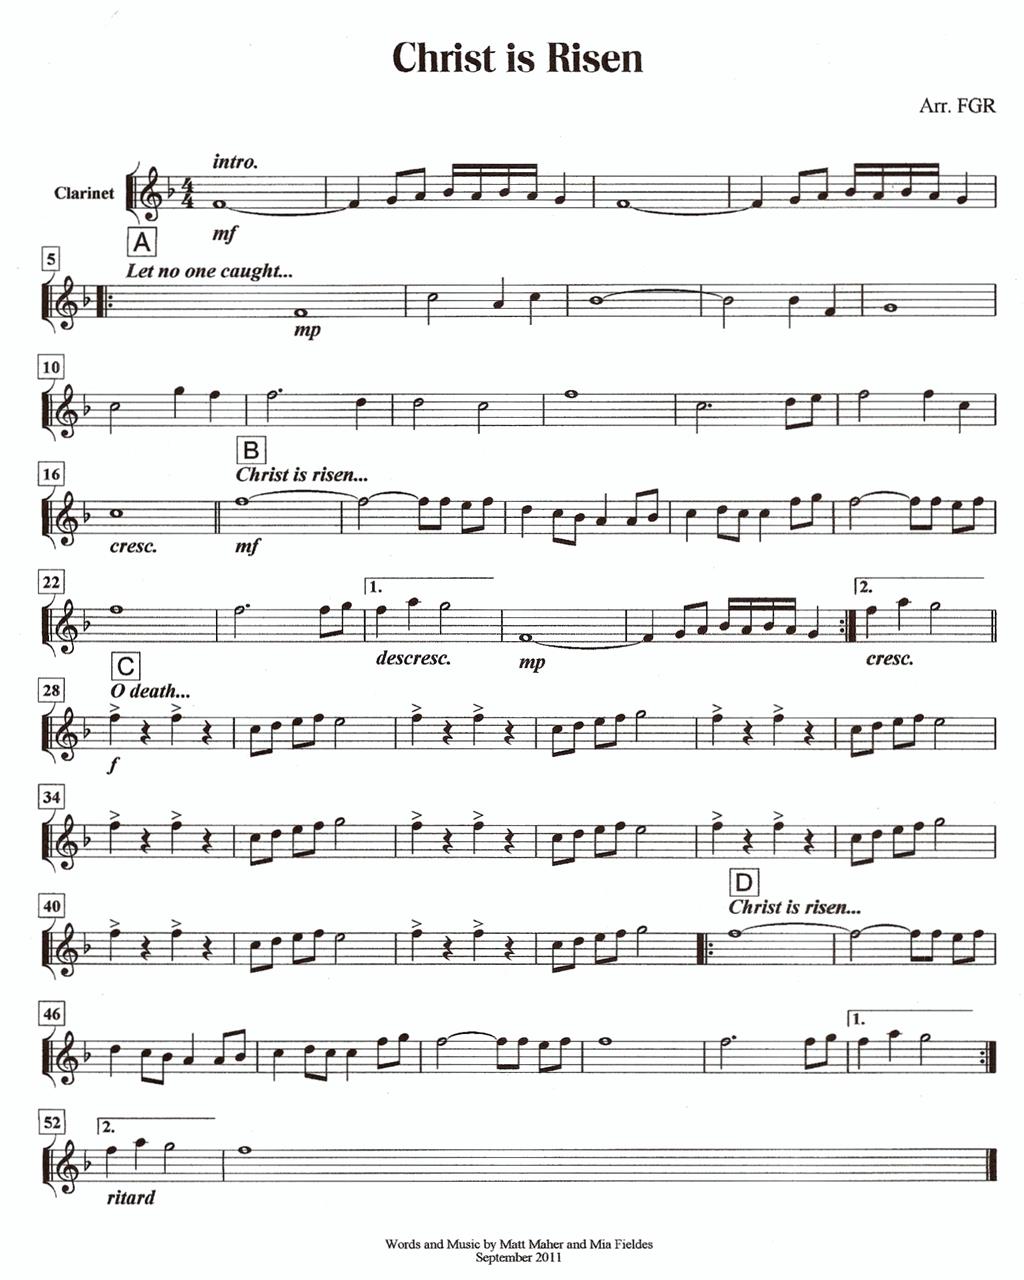 Christ is Risen
Arr. FGR
intro.
Clarinet
4
4
mf
A
5
Let no one caught...
mp
10
B
16
Christ is risen...
cresc.
mf
22
1.
2.
descresc.
mp
cresc.
C
28
O death...
f
34
D
40
Christ is risen...
46
1.
52
2.
ritard
Words and Music by Matt Maher and Mia Fieldes
September 2011